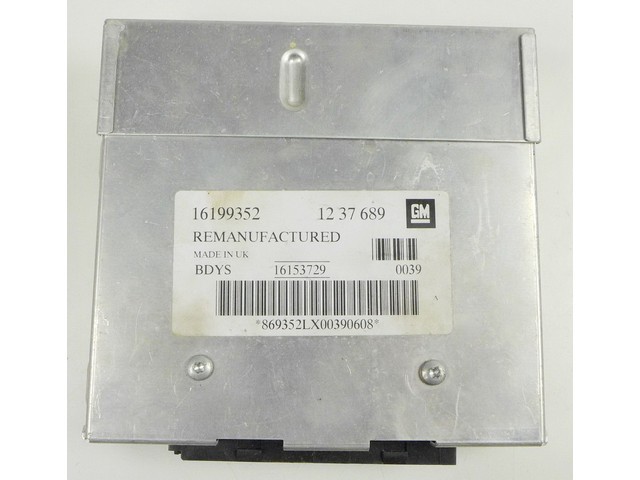 16199352 12 37 689 GM
REMANUFACTURED
MADE IN UK
BDYS 16153729 0039
*869352LX00390608*